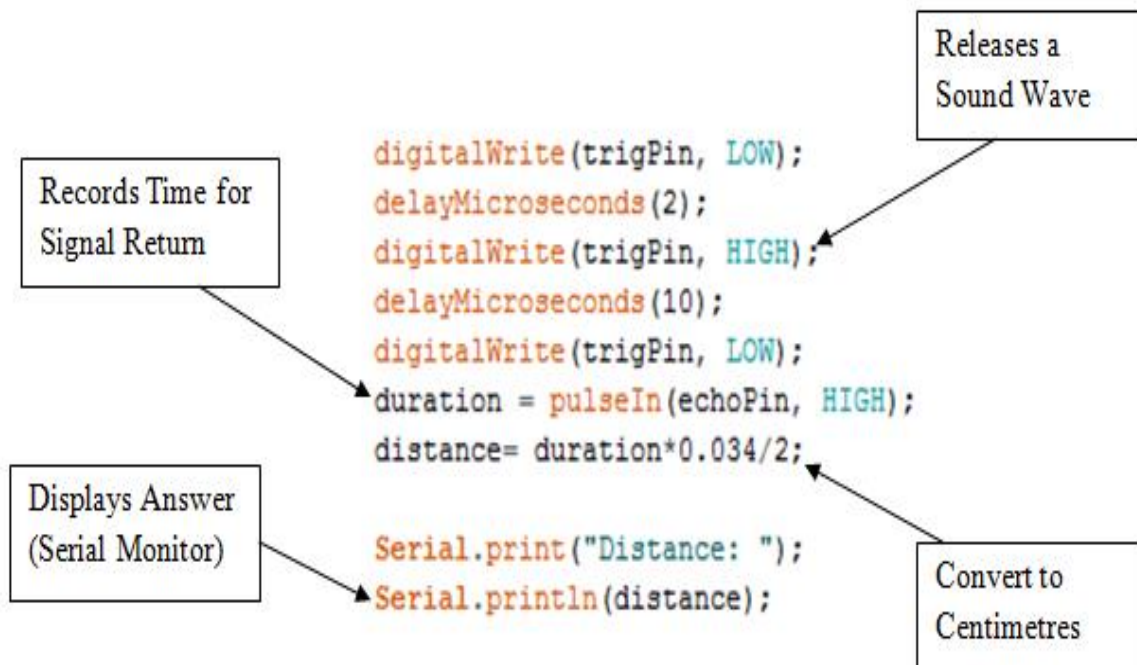 Releases a
Sound Wave
digitalWrite(trigPin, LOW);
Records Time for
Signal Return
delayMicroseconds(2);
digitalWrite(trigPin, HIGH);
delayMicroseconds(10);
digitalWrite(trigPin, LOW);
duration = pulseIn(echoPin, HIGH);
distance= duration*0.034/2;
Displays Answer
(Serial Monitor)
Serial.print("Distance: ");
Serial.println(distance);
Convert to
Centimetres